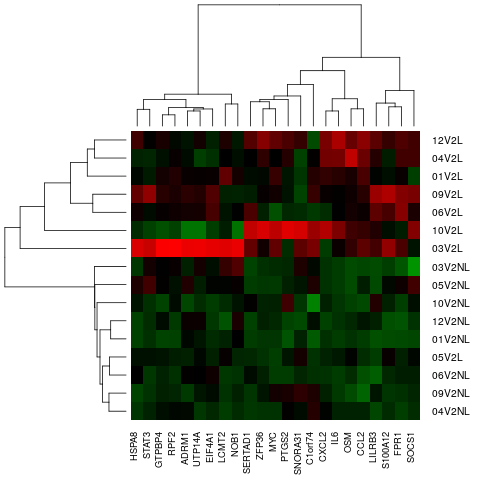 12V2L
04V2L
01V2L
09V2L
06V2L
10V2L
03V2L
03V2NL
05V2NL
10V2NL
12V2NL
01V2NL
05V2L
06V2NL
09V2NL
04V2NL
HSPA8
STAT3
GTPBP4
RPF2
ADRM1
UTP14A
EIF4A1
LCMT2
NOB1
SERTAD1
ZFP36
MYC
PTGS2
SNORA31
C1orf74
CXCL2
IL6
OSM
CCL2
LILRB3
S100A12
FPR1
SOCS1